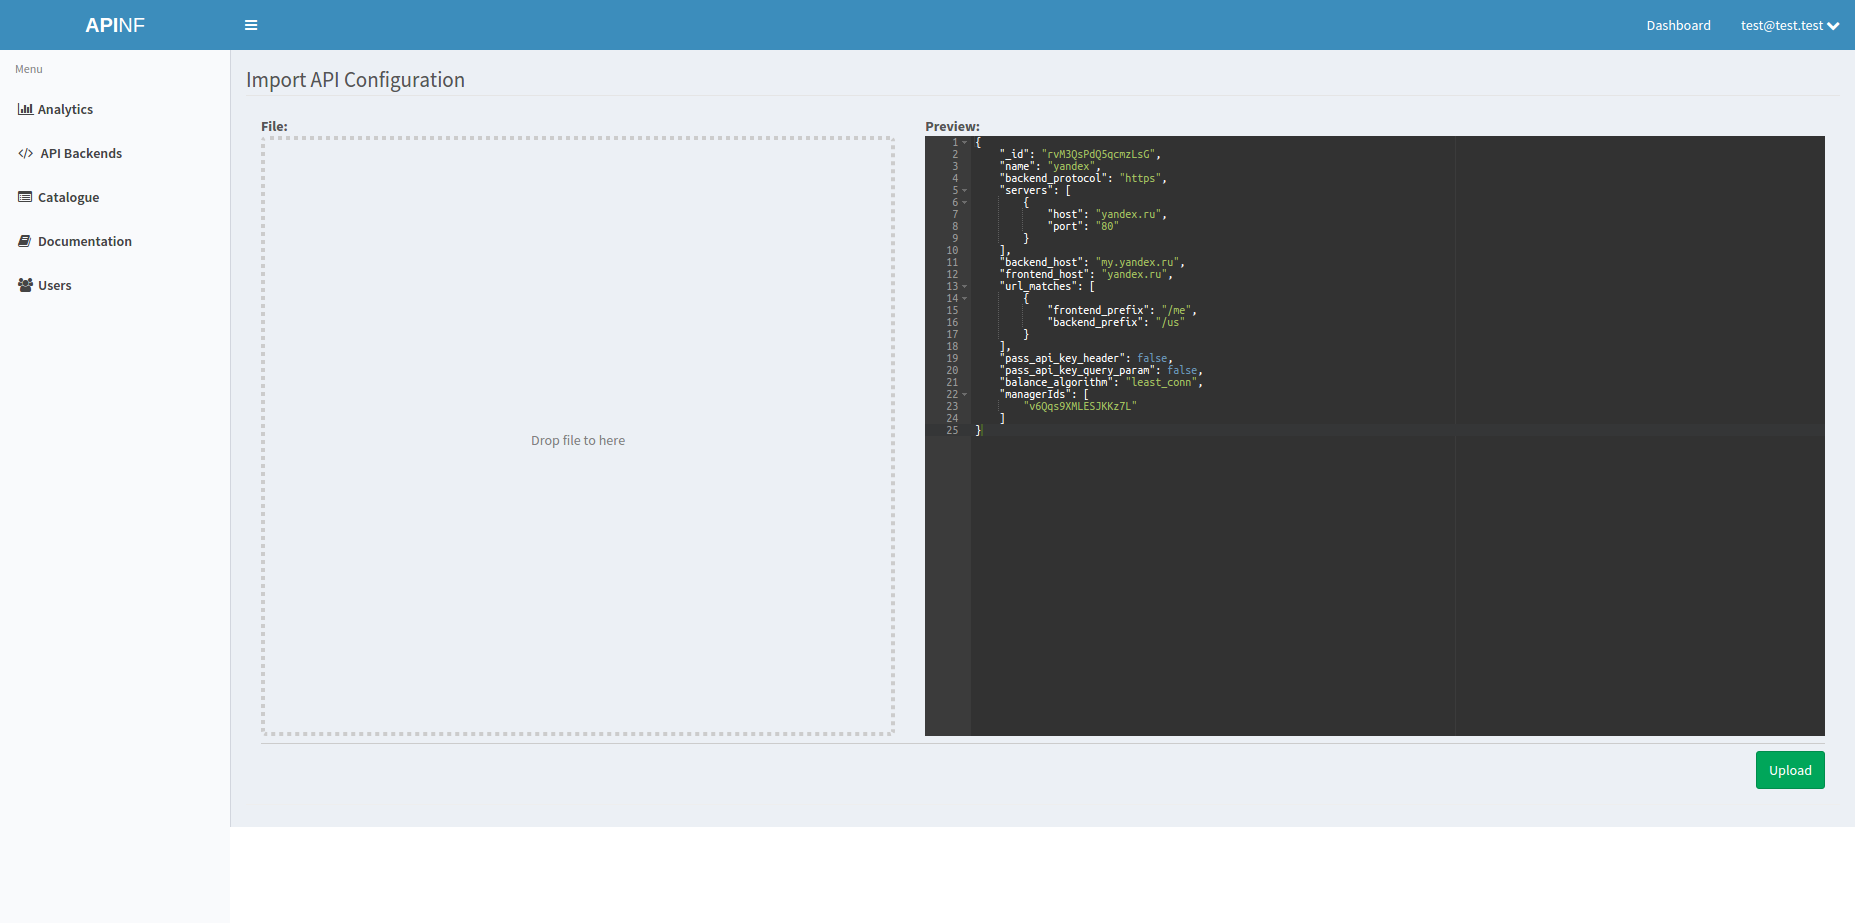 APINF
Dashboard
test@test.test
Menu
Analytics
API Backends
Catalogue
Documentation
Users
Import API Configuration
File:
Drop file to here
Preview:
1 {
2 "_id": "rvM3QsPdQ5qcmzLsG",
3 "name": "yandex",
4 "backend_protocol": "https",
5 "servers": [
6 {
7 "host": "yandex.ru",
8 "port": "80"
9 }
10 ],
11 "backend_host": "my.yandex.ru",
12 "frontend_host": "yandex.ru",
13 "url_matches": [
14 {
15 "frontend_prefix": "/me",
16 "backend_prefix": "/us"
17 }
18 ],
19 "pass_api_key_header": false,
20 "pass_api_key_query_param": false,
21 "balance_algorithm": "least_conn",
22 "managerIds": [
23 "v6Qqs9XMLESJKKz7L"
24 ]
25 }
Upload